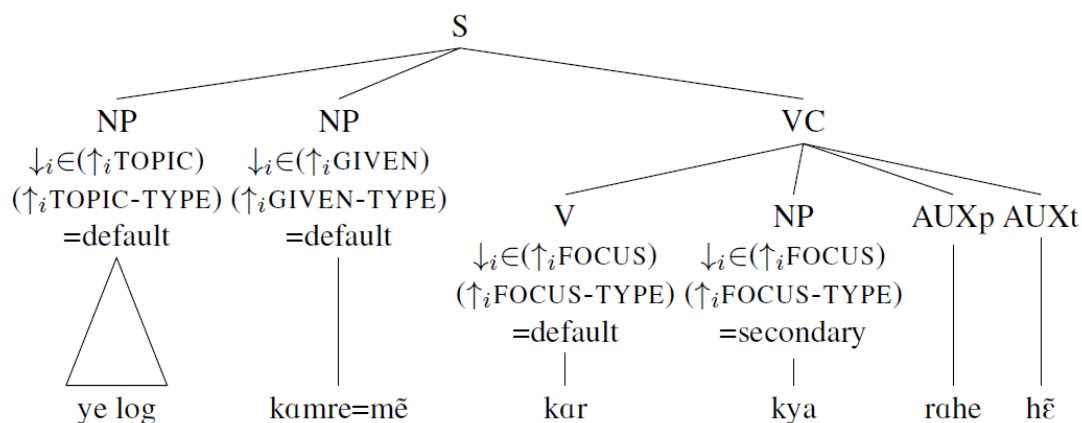 S
NP NP VC
↓ᵢ∈(↑ᵢTOPIC) ↓ᵢ∈(↑ᵢGIVEN)
(↑ᵢTOPIC-TYPE) (↑ᵢGIVEN-TYPE)
=default =default
V NP AUXp AUXt
↓ᵢ∈(↑ᵢFOCUS) ↓ᵢ∈(↑ᵢFOCUS)
(↑ᵢFOCUS-TYPE) (↑ᵢFOCUS-TYPE)
=default =secondary
ye log kɑmre=mẽ kɑr kya rɑhe hɛ̃